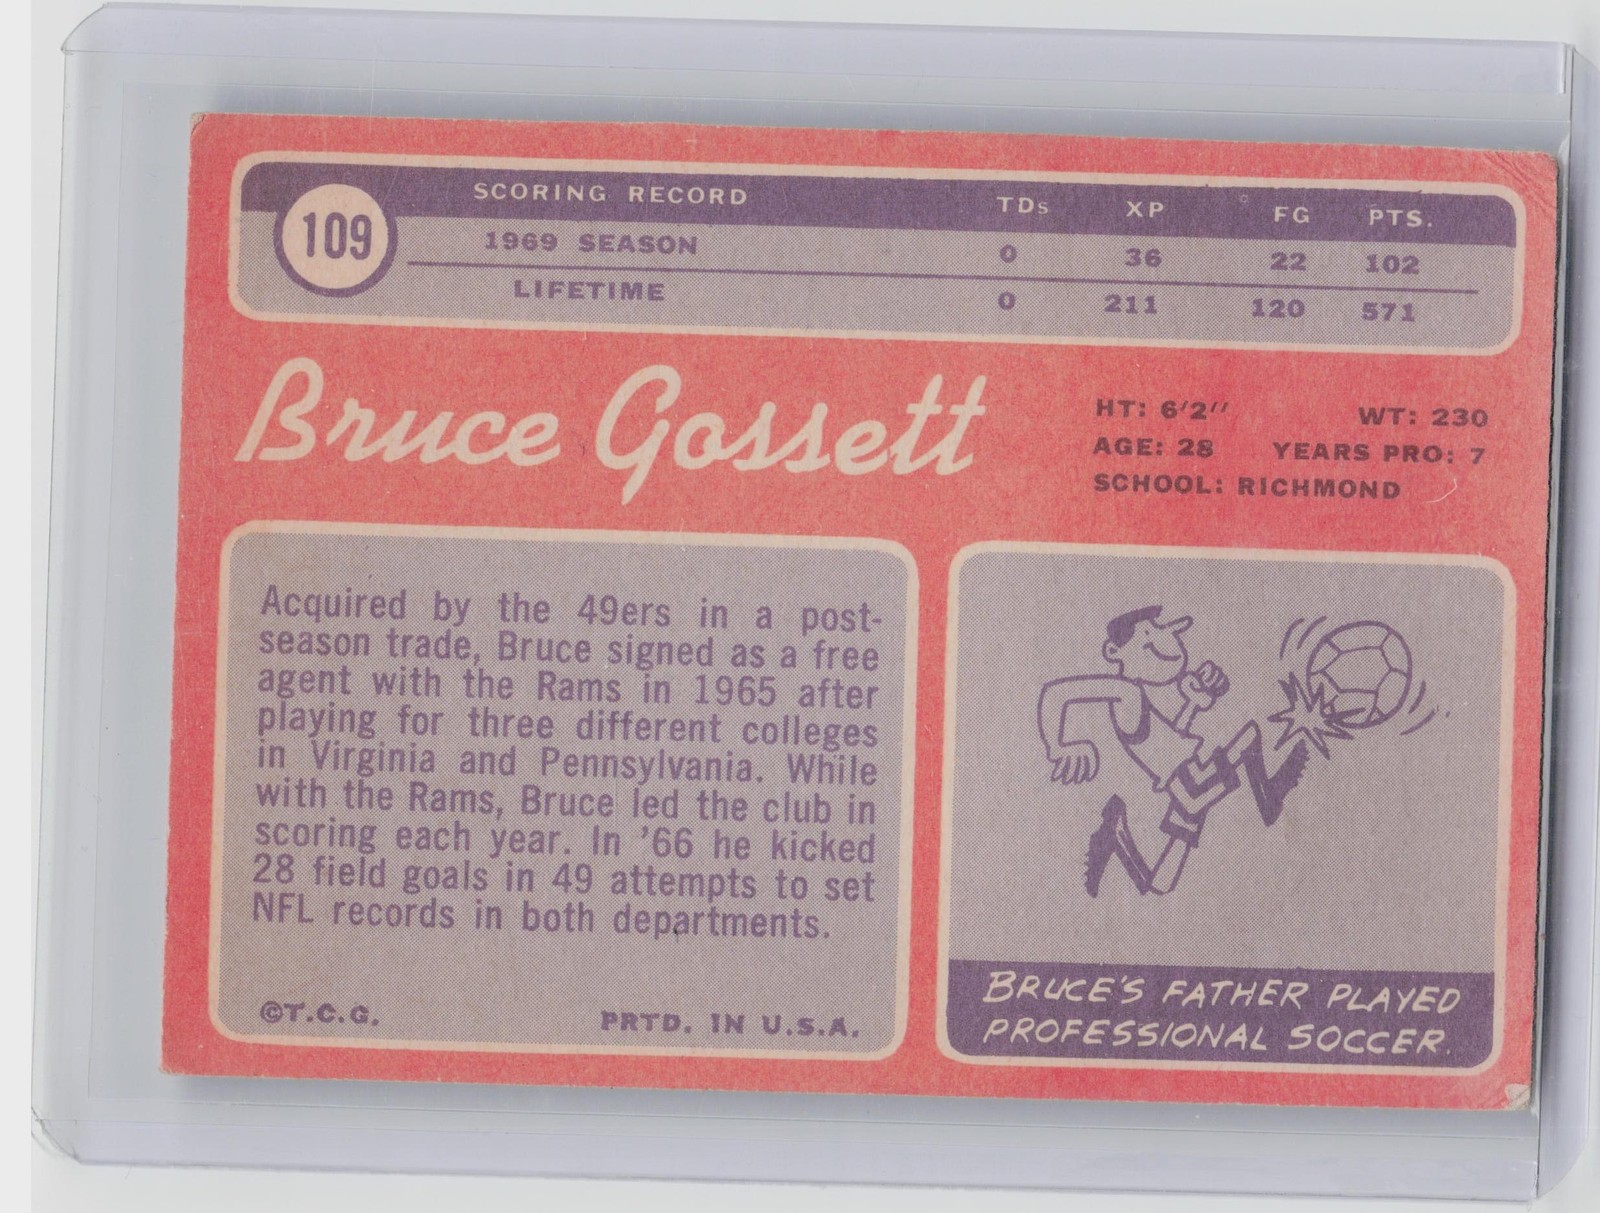 109
SCORING RECORD TDs XP FG PTS.
1969 SEASON 0 36 22 102
LIFETIME 0 211 120 571
Bruce Gossett
HT: 6'2" WT: 230
AGE: 28 YEARS PRO: 7
SCHOOL: RICHMOND
Acquired by the 49ers in a post-
season trade, Bruce signed as a free
agent with the Rams in 1965 after
playing for three different colleges
in Virginia and Pennsylvania. While
with the Rams, Bruce led the club in
scoring each year. In '66 he kicked
28 field goals in 49 attempts to set
NFL records in both departments.
©T.C.G. PRTD. IN U.S.A.
BRUCE'S FATHER PLAYED
PROFESSIONAL SOCCER.